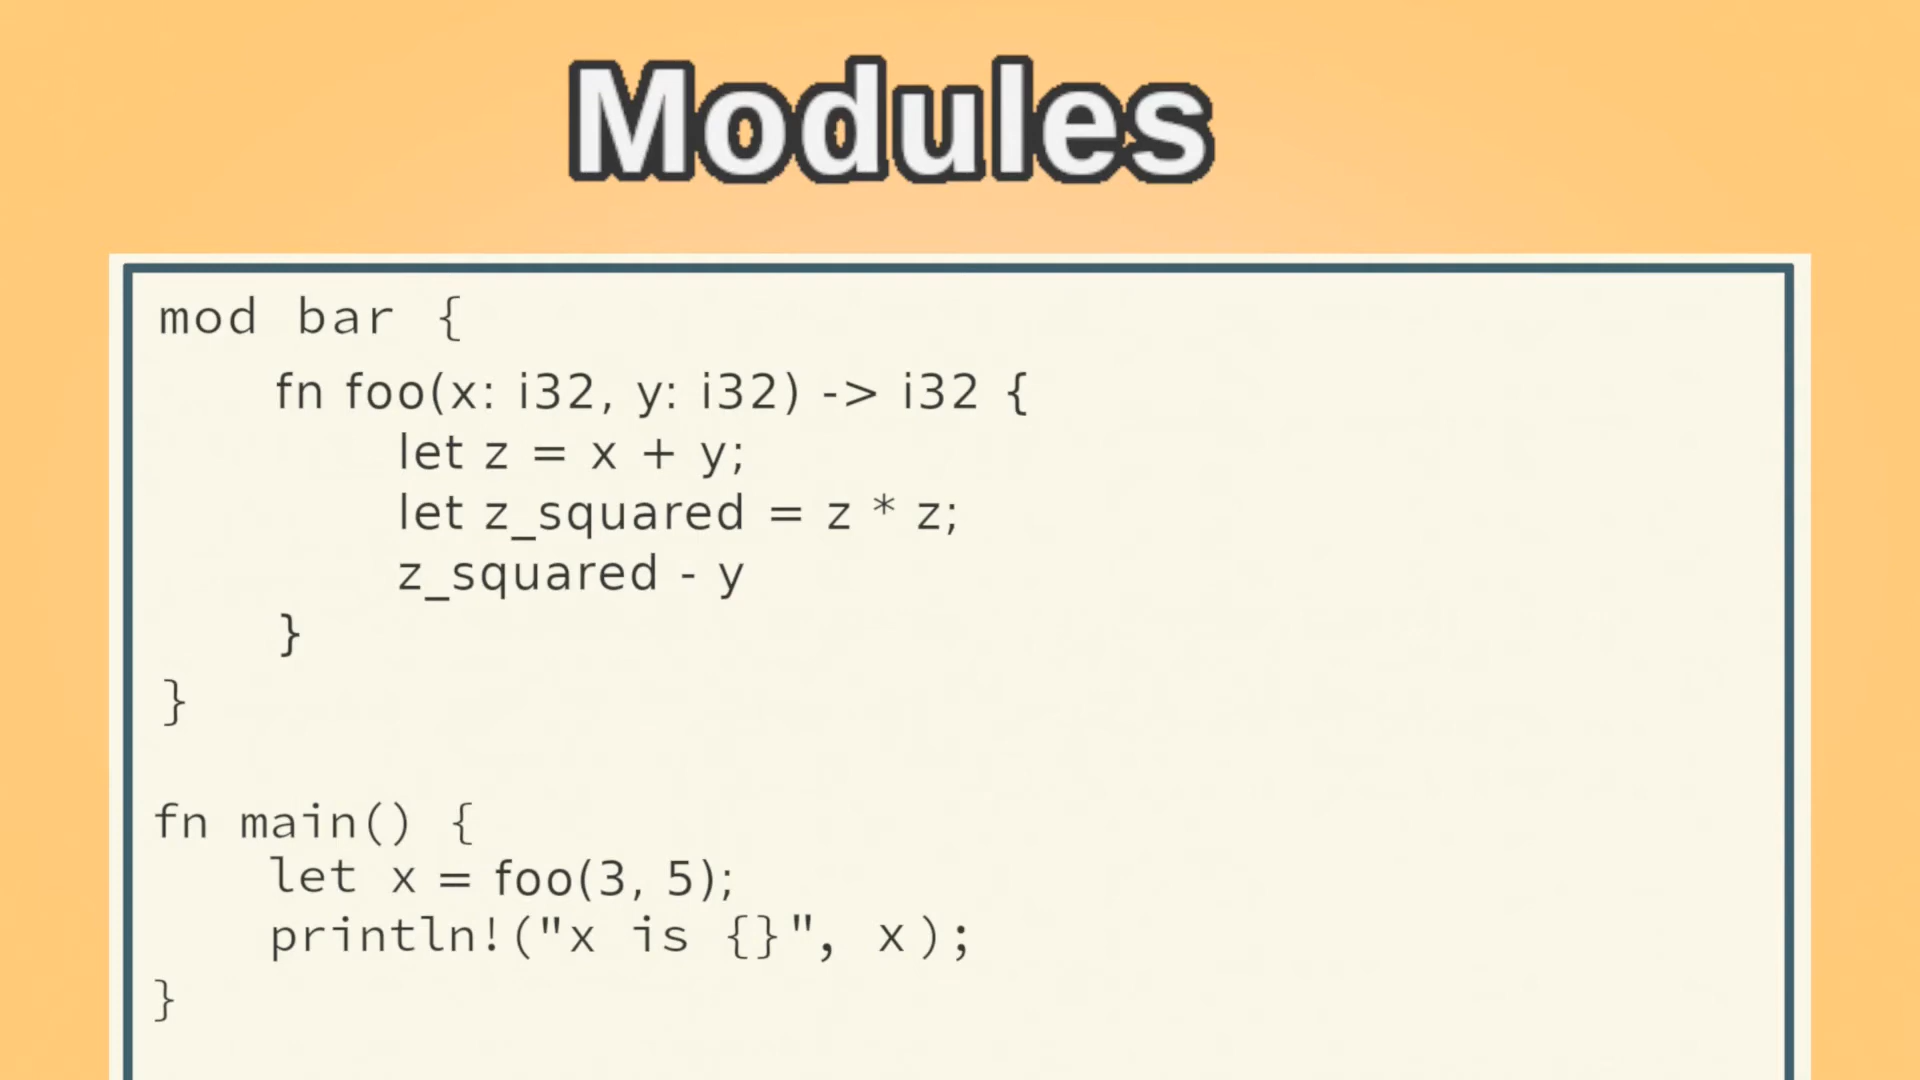 Modules
mod bar {
fn foo(x: i32, y: i32) -> i32 {
let z = x + y;
let z_squared = z * z;
z_squared - y
}
}
fn main() {
let x = foo(3, 5);
println!("x is {}", x);
}